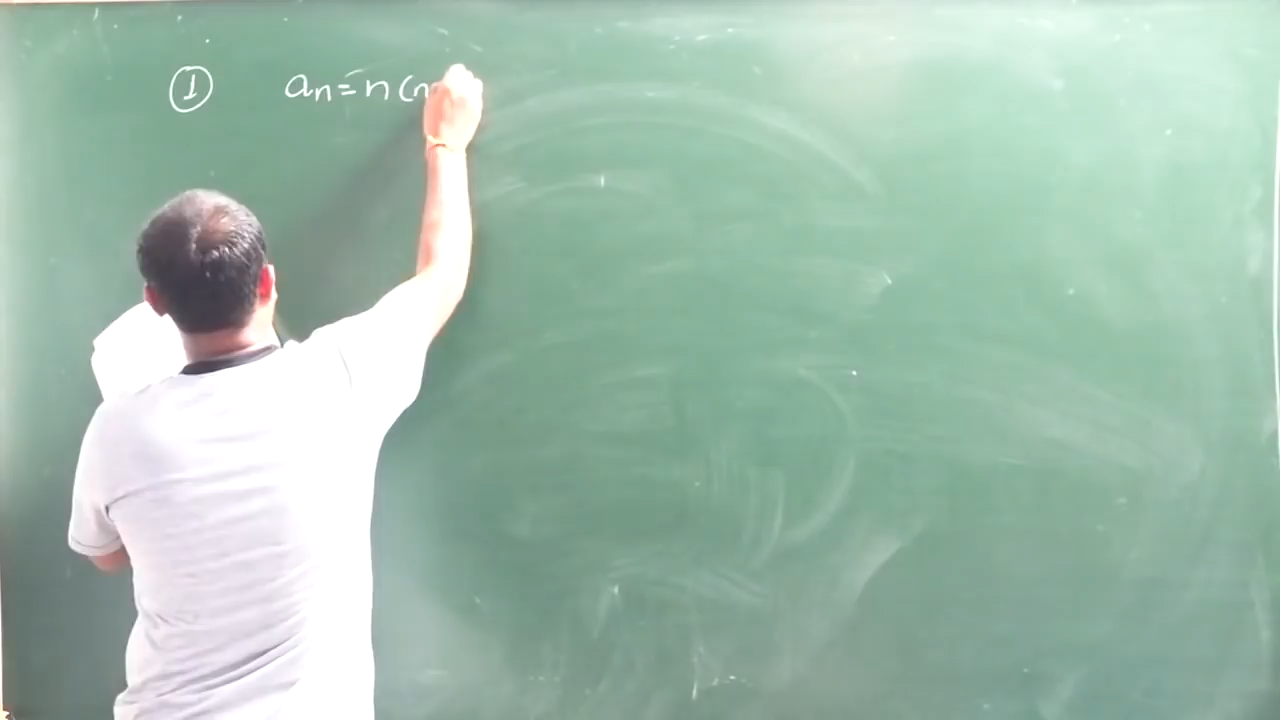 ① aₙ = n(n